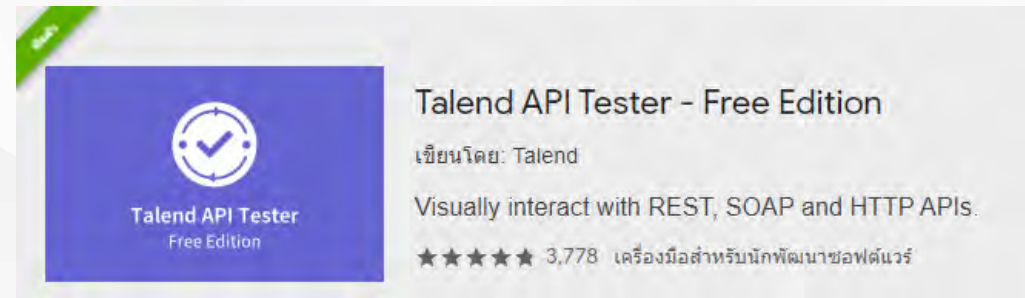 Talend API Tester - Free Edition
เขียนโดย: Talend
Visually interact with REST, SOAP and HTTP APIs.
3,778 เครื่องมือสำหรับนักพัฒนาซอฟต์แวร์
Talend API Tester
Free Edition